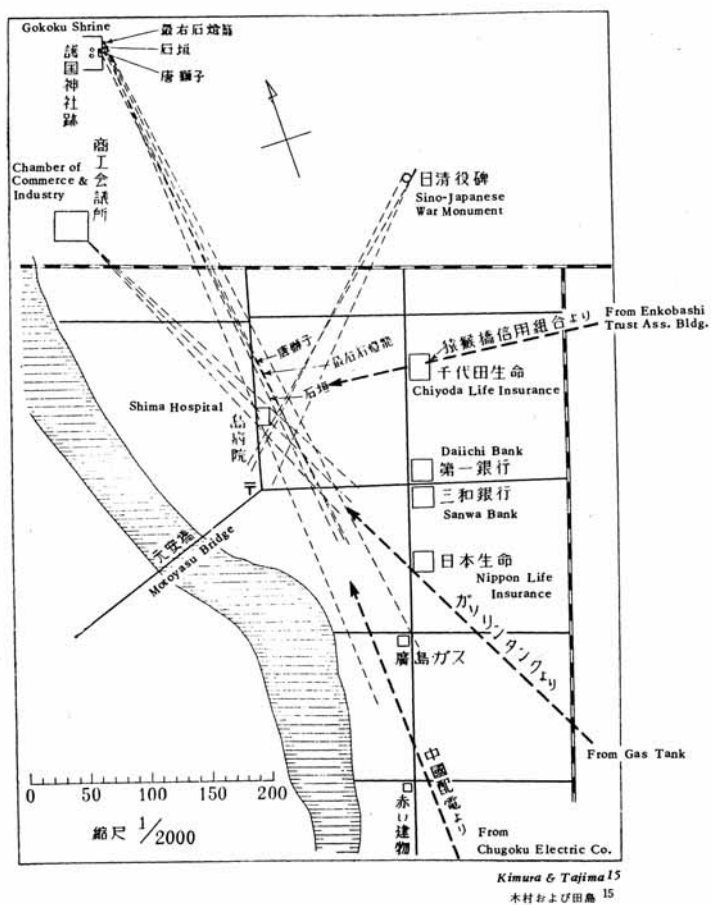 Gokoku Shrine
最右石燈籠
石垣
唐獅子
護国神社跡
商工会議所
Chamber of
Commerce &
Industry
日清役碑
Sino-Japanese
War Monument
猿猴橋信用組合より
From Enkobashi
Trust Ass. Bldg.
唐獅子
最右石燈籠
石垣
千代田生命
Chiyoda Life Insurance
Shima Hospital
島病院
Daiichi Bank
第一銀行
〒
三和銀行
Sanwa Bank
元安橋
Motoyasu Bridge
日本生命
Nippon Life
Insurance
ガソリンタンクより
廣島ガス
From Gas Tank
中國配電より
0 50 100 150 200
赤い建物
縮尺 1/2000
From
Chugoku Electric Co.
Kimura & Tajima 15
木村および田島 15